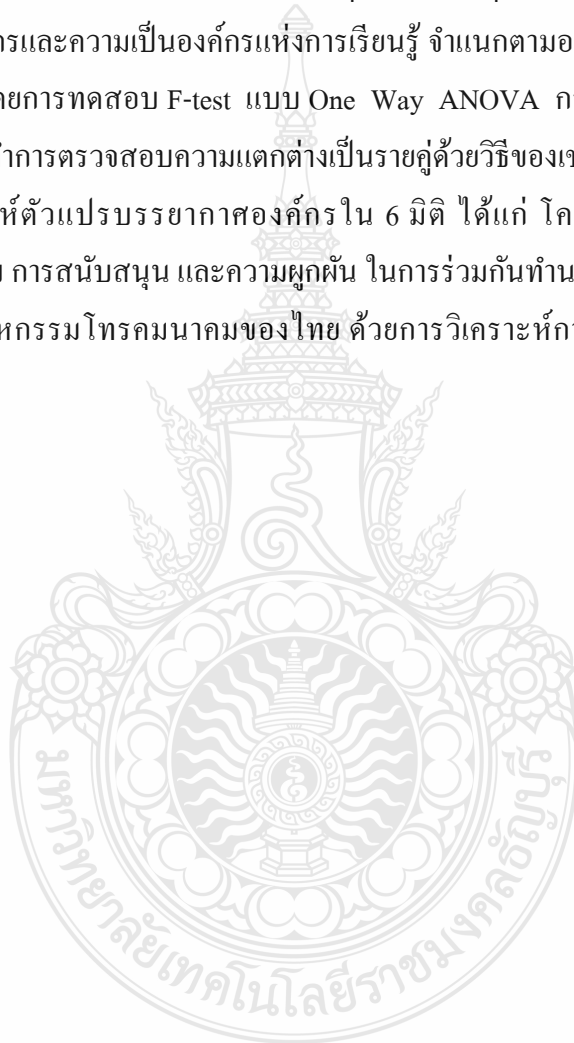 รและความเป็นองค์กรแห่งการเรียนรู้ จำแนกตามอ
ดยการทดสอบ F-test แบบ One Way ANOVA ก
ำการตรวจสอบความแตกต่างเป็นรายคู่ด้วยวิธีของเช
ห์ตัวแปรบรรยากาศองค์กรใน 6 มิติ ได้แก่ โค
การสนับสนุน และความผูกพัน ในการร่วมกันทำน
หกรรมโทรคมนาคมของไทย ด้วยการวิเคราะห์กา
มหาวิทยาลัยเทคโนโลยีราชมงคลธัญบุรี